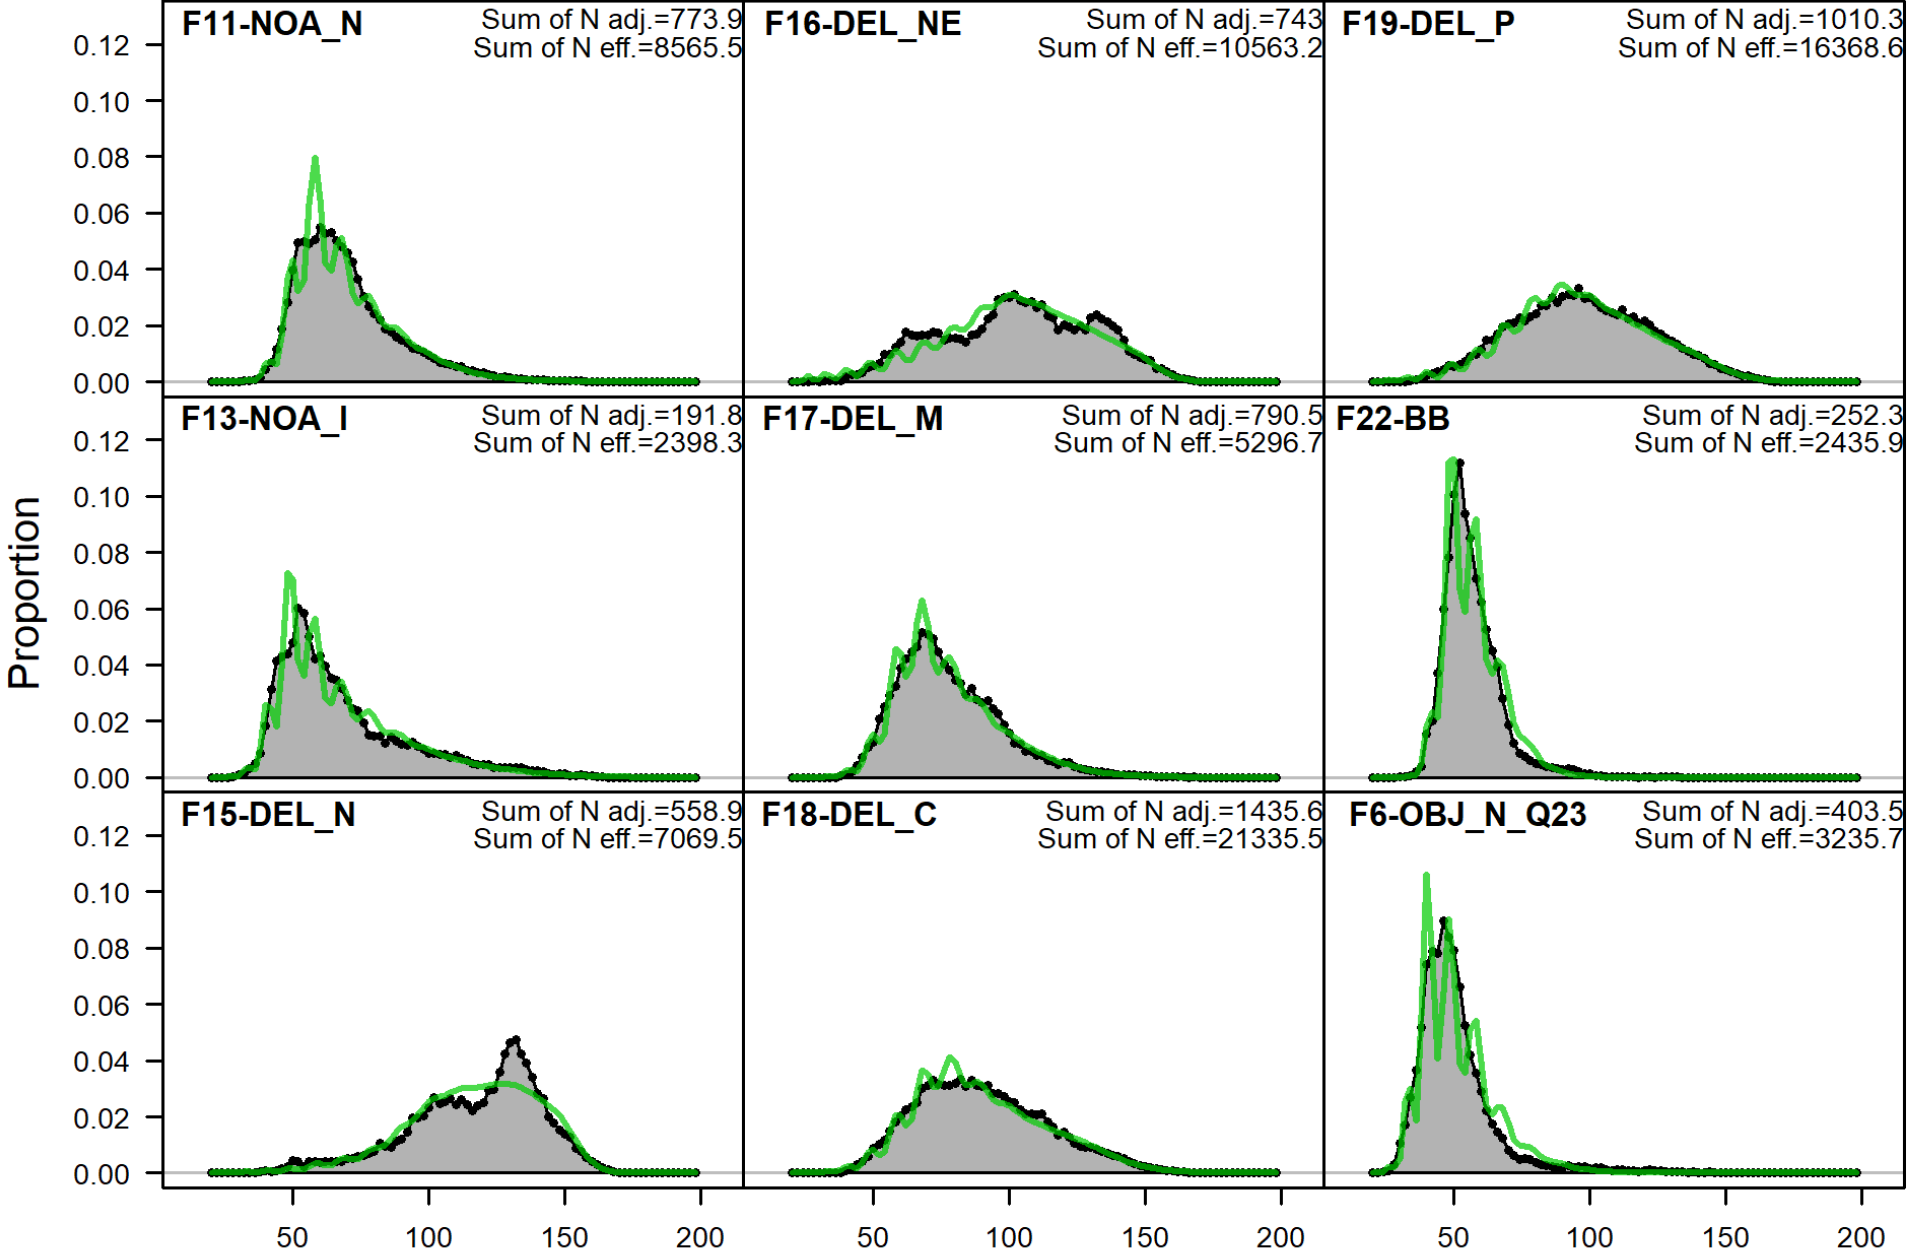 F11-NOA_N
Sum of N adj.=773.9
Sum of N eff.=8565.5
F16-DEL_NE
Sum of N adj.=743
Sum of N eff.=10563.2
F19-DEL_P
Sum of N adj.=1010.3
Sum of N eff.=16368.6
0.12
0.10
0.08
0.06
0.04
0.02
0.00
F13-NOA_I
Sum of N adj.=191.8
Sum of N eff.=2398.3
F17-DEL_M
Sum of N adj.=790.5
Sum of N eff.=5296.7
F22-BB
Sum of N adj.=252.3
Sum of N eff.=2435.9
0.12
0.10
0.08
0.06
0.04
0.02
0.00
Proportion
F15-DEL_N
Sum of N adj.=558.9
Sum of N eff.=7069.5
F18-DEL_C
Sum of N adj.=1435.6
Sum of N eff.=21335.5
F6-OBJ_N_Q23
Sum of N adj.=403.5
Sum of N eff.=3235.7
0.12
0.10
0.08
0.06
0.04
0.02
0.00
50 100 150 200 50 100 150 200 50 100 150 200